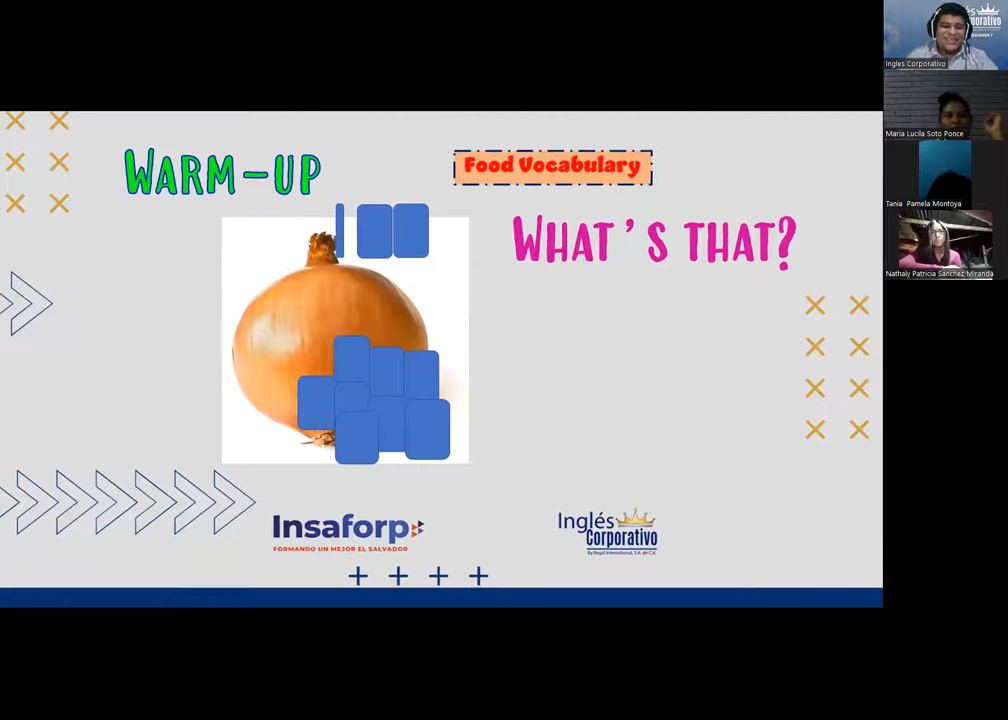 WARM-UP
Food Vocabulary
WHAT'S THAT?
Insaforp
FORMANDO UN MEJOR EL SALVADOR
Inglés
Corporativo
By Regal International, S.A. de C.V.
Ingles Corporativo
Maria Lucila Soto Ponce
Tania Pamela Montoya
Nathaly Patricia Sanchez Miranda